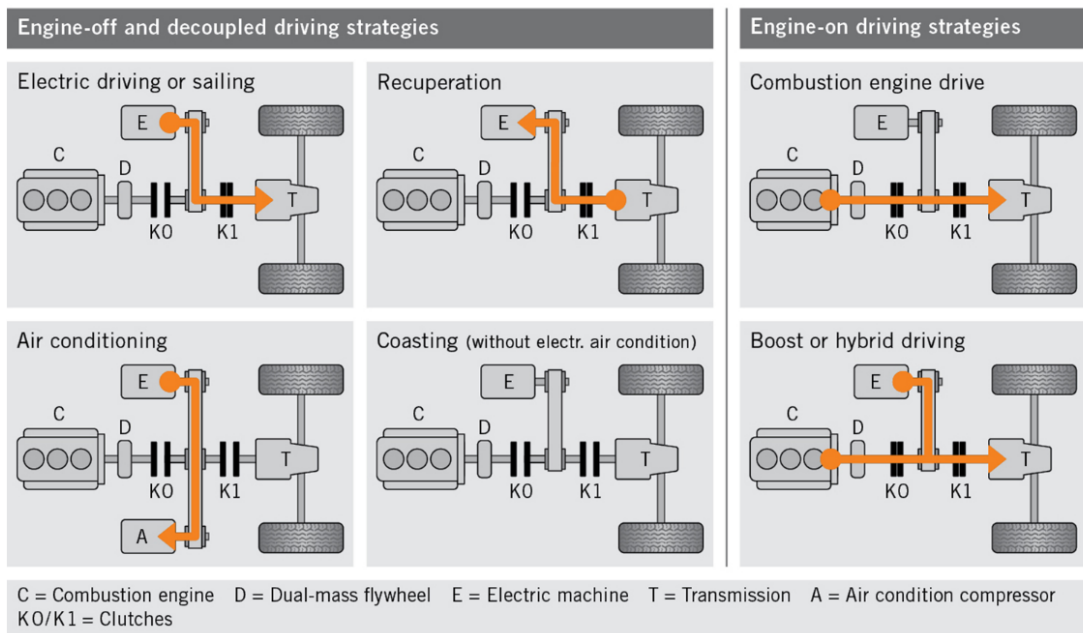 Engine-off and decoupled driving strategies
Engine-on driving strategies
Electric driving or sailing
E
C
D
T
K0
K1
Recuperation
E
C
D
T
K0
K1
Combustion engine drive
E
C
D
T
K0
K1
Air conditioning
E
C
D
T
K0
K1
A
Coasting (without electr. air condition)
E
C
D
T
K0
K1
Boost or hybrid driving
E
C
D
T
K0
K1
C = Combustion engine D = Dual-mass flywheel E = Electric machine T = Transmission A = Air condition compressor
K0/K1 = Clutches